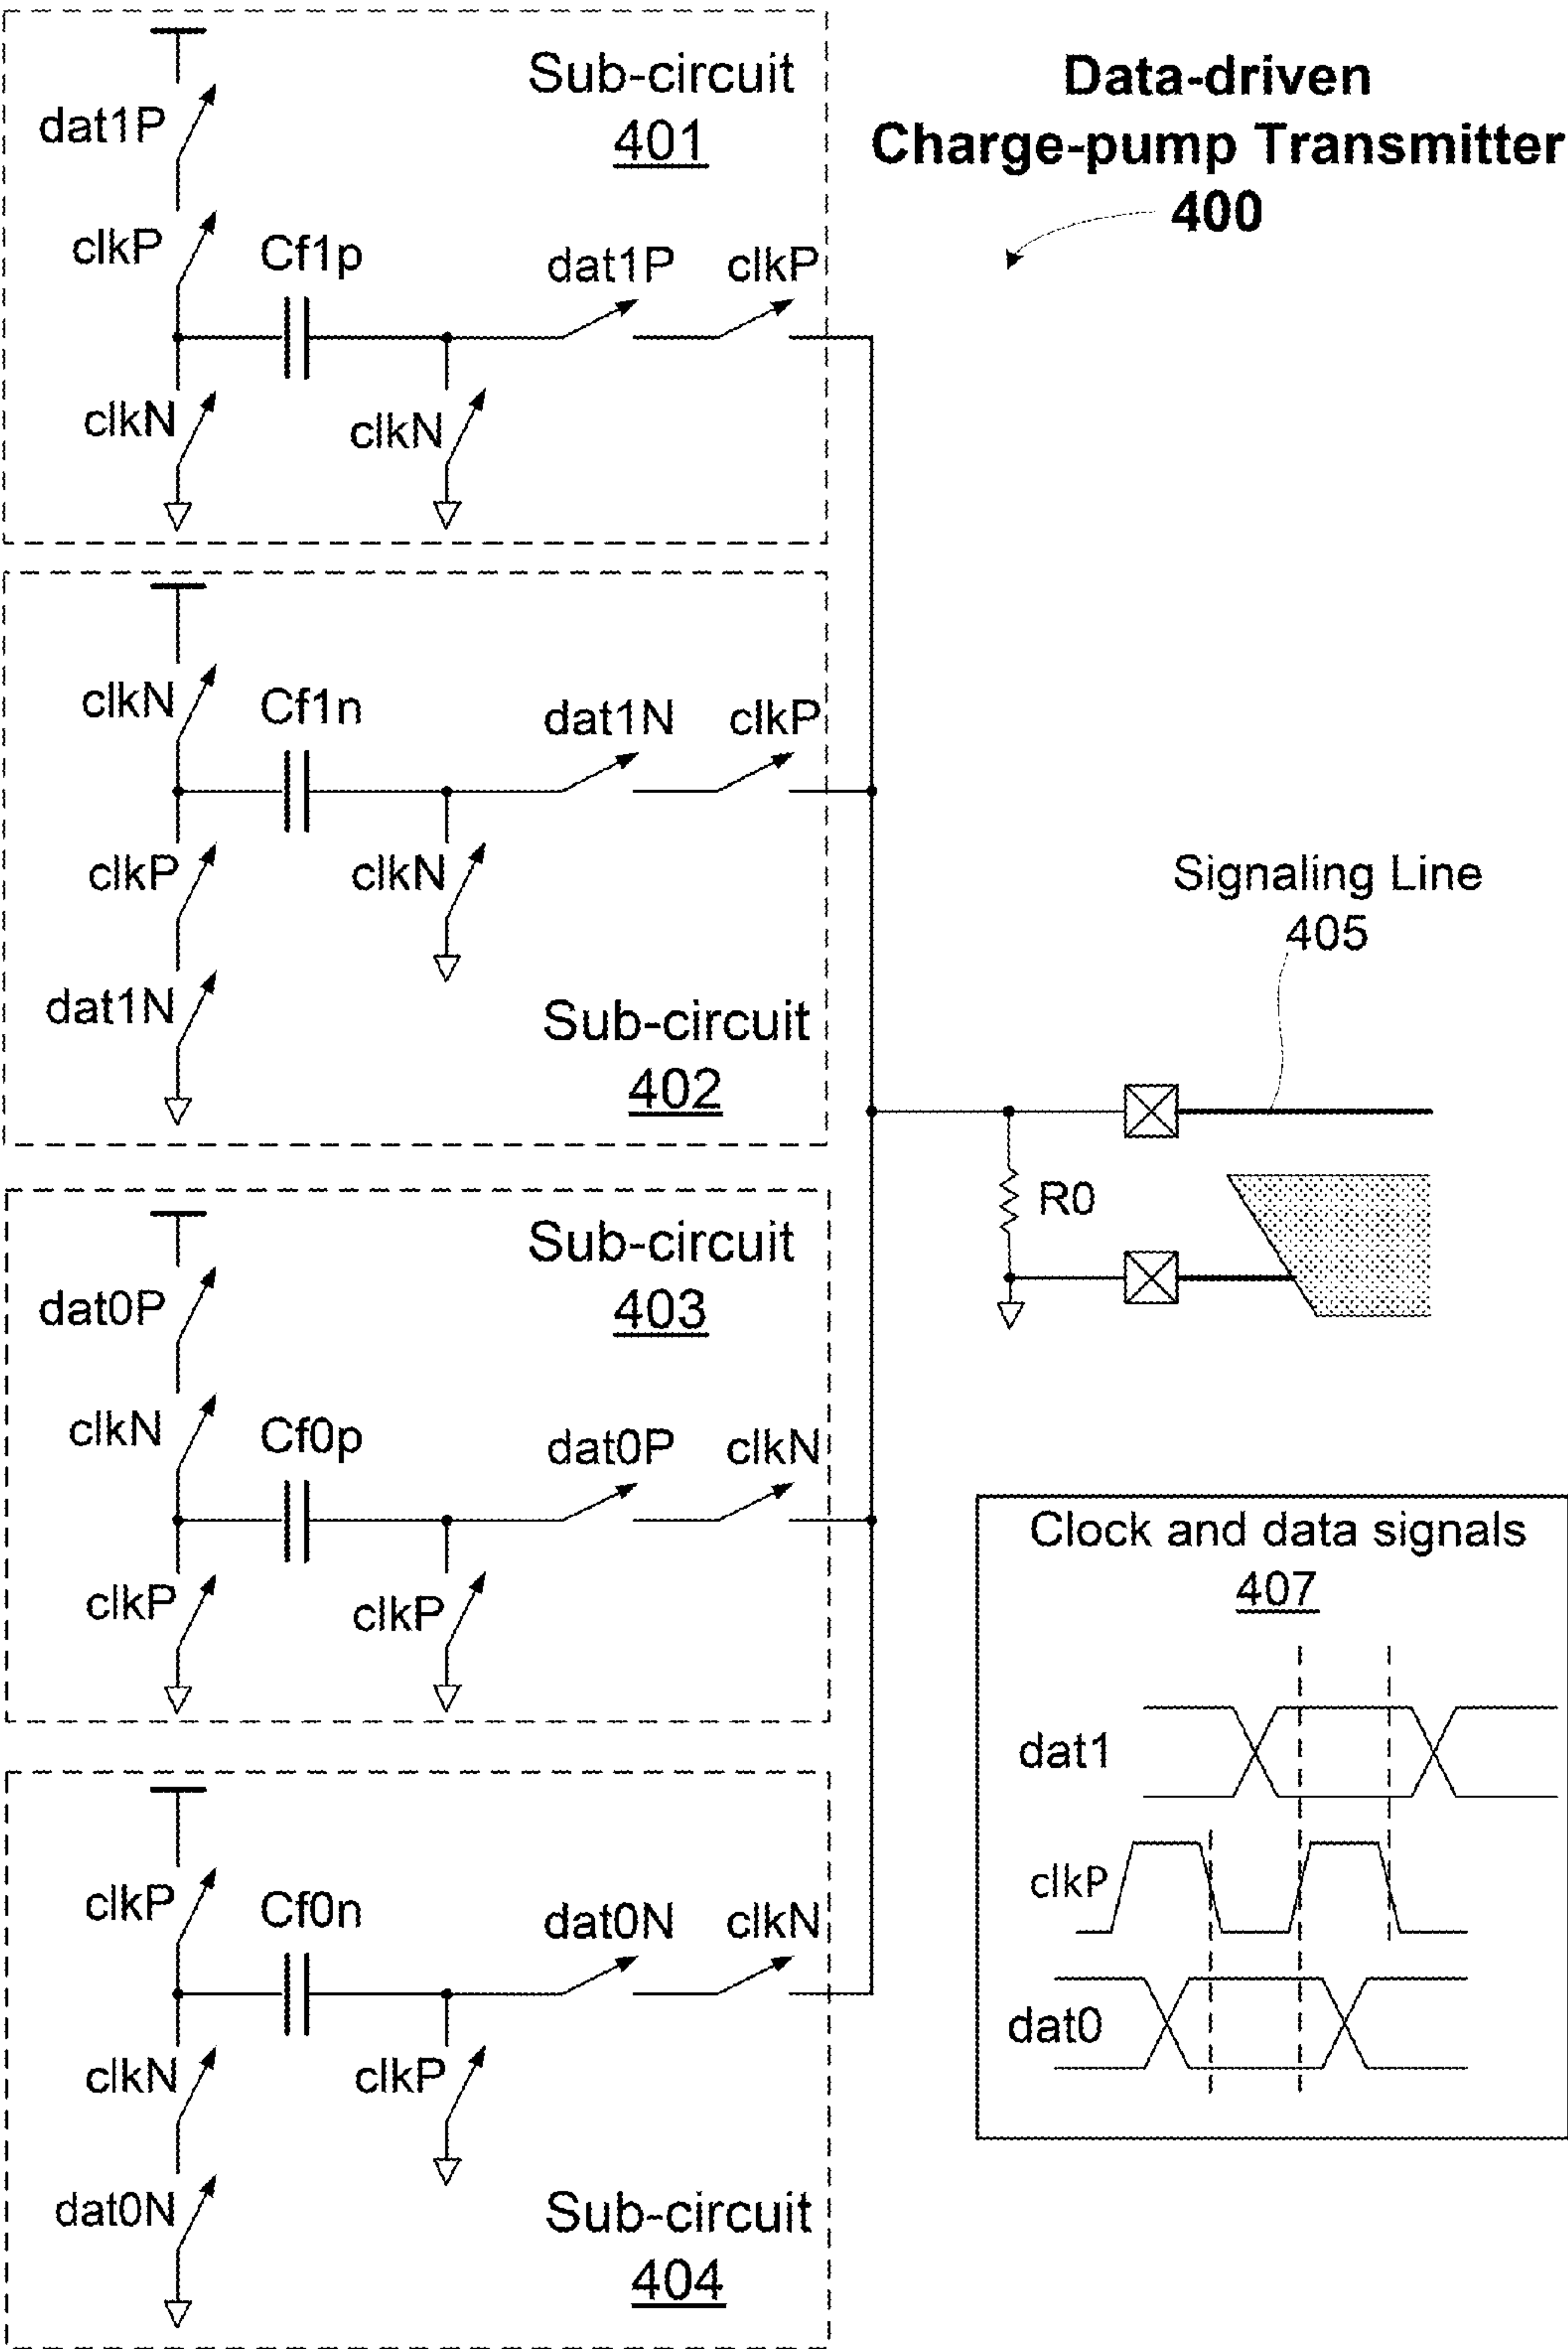 Data-driven
Charge-pump Transmitter
400
Sub-circuit
401
dat1P
clkP
Cf1p
dat1P
clkP
clkN
clkN
clkN
Cf1n
dat1N
clkP
clkP
clkN
dat1N
Sub-circuit
402
Signaling Line
405
R0
Sub-circuit
403
dat0P
clkN
Cf0p
dat0P
clkN
clkP
clkP
clkP
Cf0n
dat0N
clkN
clkN
clkP
dat0N
Sub-circuit
404
Clock and data signals
407
dat1
clkP
dat0